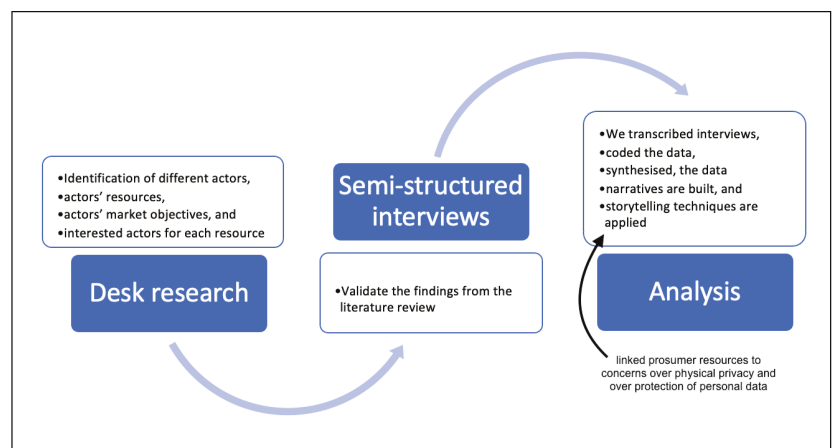 •Identification of different actors,
•actors' resources,
•actors' market objectives, and
•interested actors for each resource
Desk research
Semi-structured
interviews
•Validate the findings from the
literature review
•We transcribed interviews,
•coded the data,
•synthesised, the data
•narratives are built, and
•storytelling techniques are
applied
Analysis
linked prosumer resources to
concerns over physical privacy and
over protection of personal data